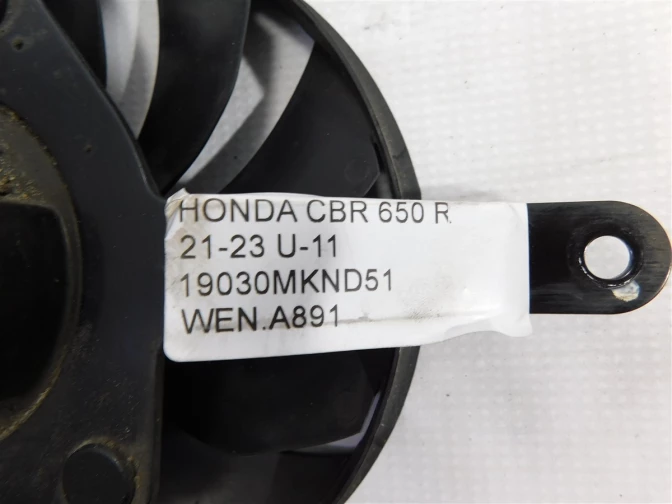 HONDA CBR 650 R
21-23 U-11
19030MKND51
WEN.A891